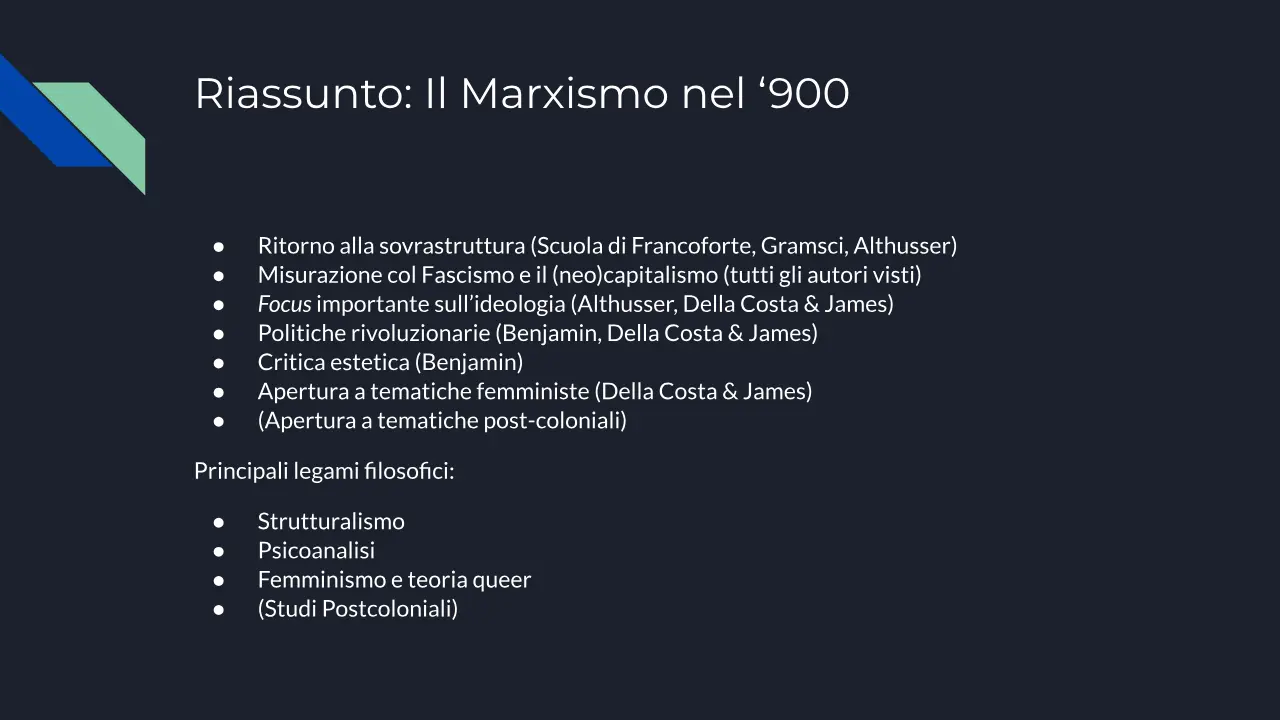 Riassunto: Il Marxismo nel ‘900
● Ritorno alla sovrastruttura (Scuola di Francoforte, Gramsci, Althusser)
● Misurazione col Fascismo e il (neo)capitalismo (tutti gli autori visti)
● Focus importante sull’ideologia (Althusser, Della Costa & James)
● Politiche rivoluzionarie (Benjamin, Della Costa & James)
● Critica estetica (Benjamin)
● Apertura a tematiche femministe (Della Costa & James)
● (Apertura a tematiche post-coloniali)
Principali legami filosofici:
● Strutturalismo
● Psicoanalisi
● Femminismo e teoria queer
● (Studi Postcoloniali)